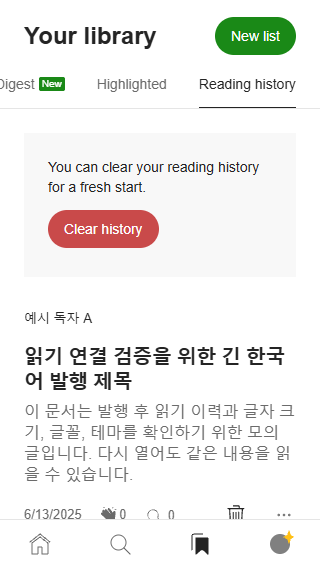 Your library
New list
Digest New
Highlighted
Reading history
You can clear your reading history
for a fresh start.
Clear history
예시 독자 A
읽기 연결 검증을 위한 긴 한국
어 발행 제목
이 문서는 발행 후 읽기 이력과 글자 크
기, 글꼴, 테마를 확인하기 위한 모의
글입니다. 다시 열어도 같은 내용을 읽
을 수 있습니다.
6/13/2025
0
0